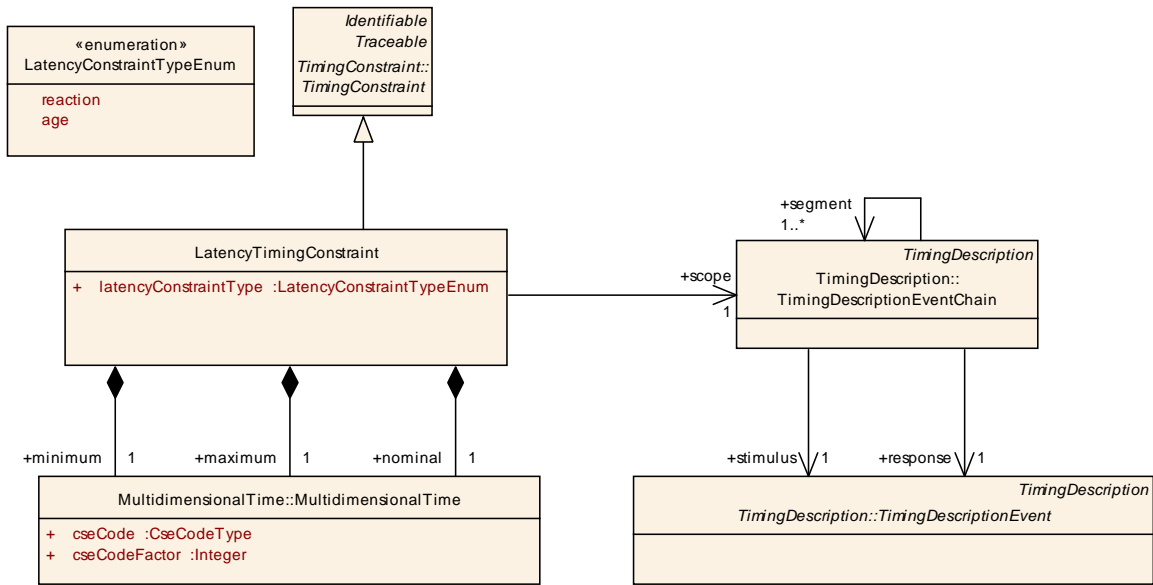 «enumeration»
LatencyConstraintTypeEnum
reaction
age
Identifiable
Traceable
TimingConstraint::
TimingConstraint
LatencyTimingConstraint
+ latencyConstraintType :LatencyConstraintTypeEnum
+scope
1
+segment
1..*
TimingDescription
TimingDescription::
TimingDescriptionEventChain
+minimum 1
+maximum 1
+nominal 1
+stimulus 1
+response 1
MultidimensionalTime::MultidimensionalTime
+ cseCode :CseCodeType
+ cseCodeFactor :Integer
TimingDescription
TimingDescription::TimingDescriptionEvent